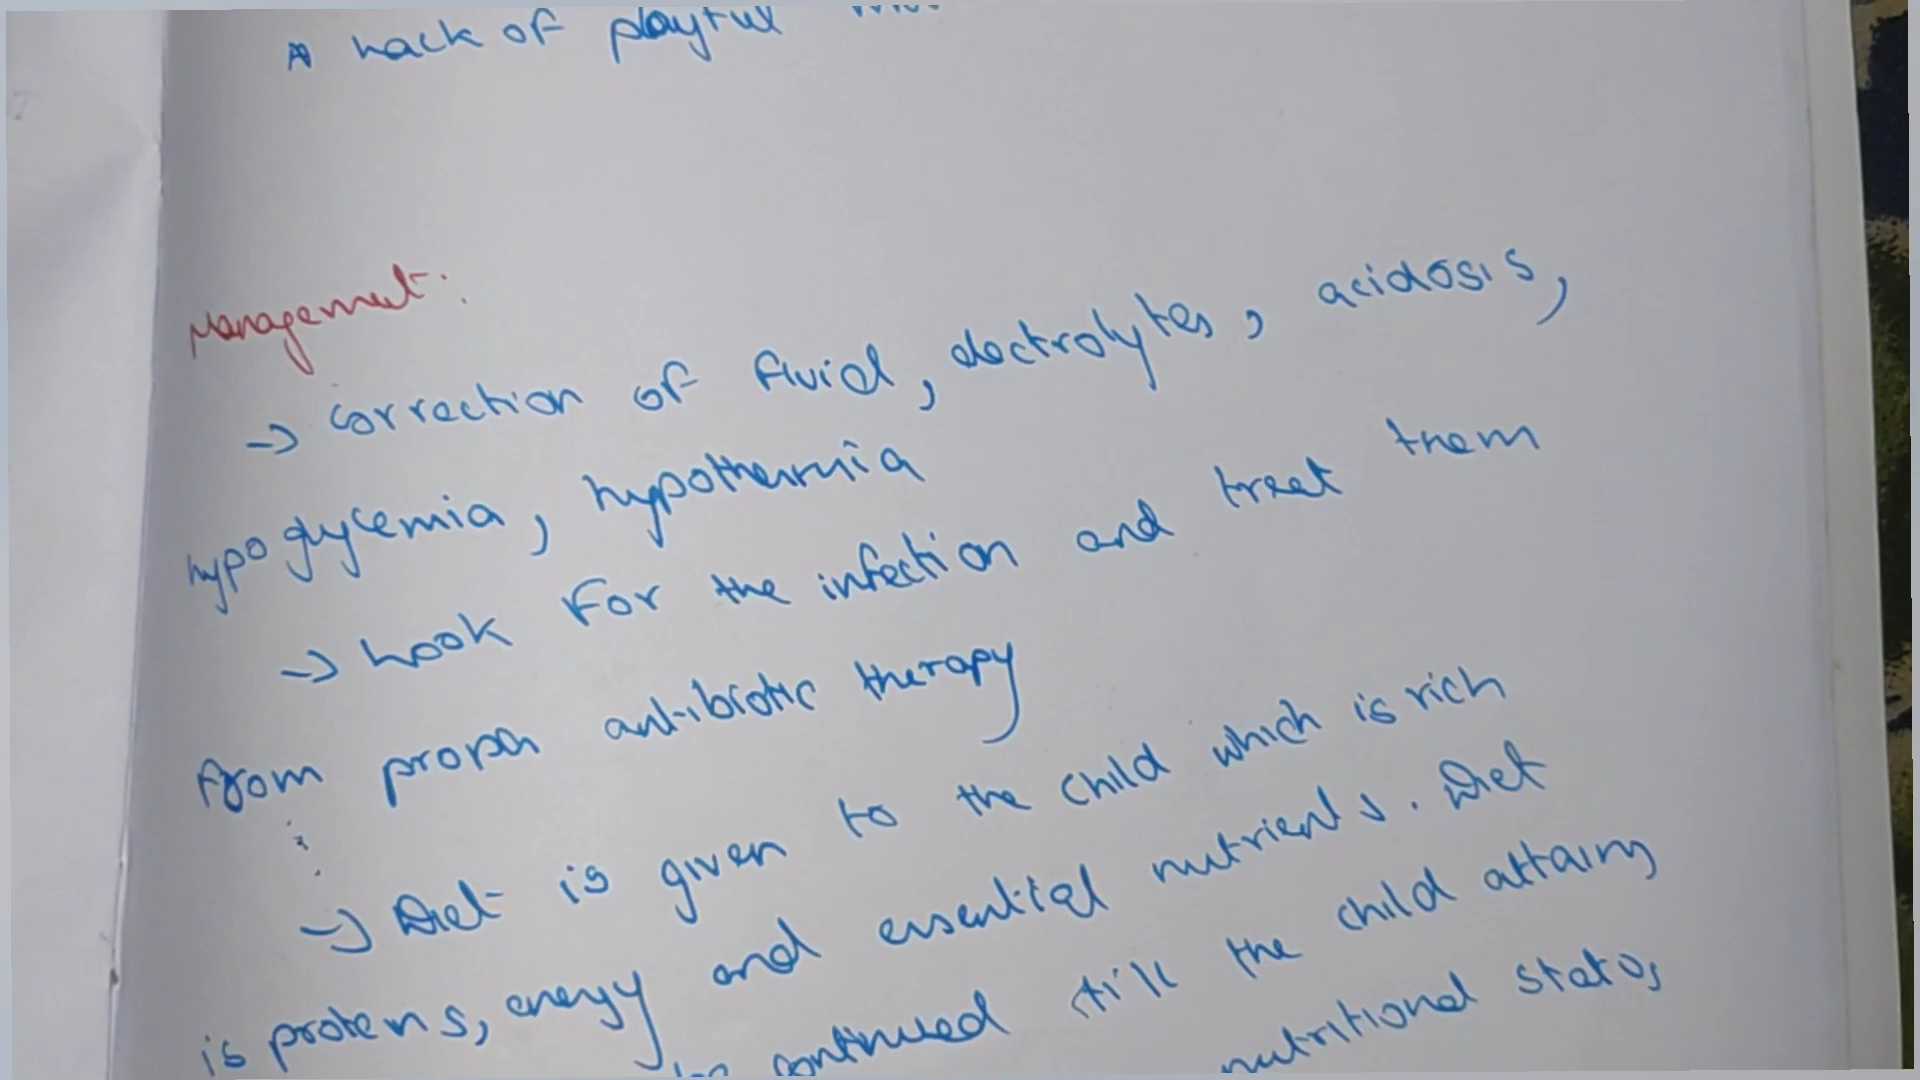 Lack of playful
Management:
→ correction of fluid, electrolytes, acidosis,
hypoglycemia, hypothermia
→ Look for the infection and treat them
from proper antibiotic therapy
→ Diet is given to the child which is rich
is proteins, energy and essential nutrients. Diet
be continued till the child attains
nutritional status